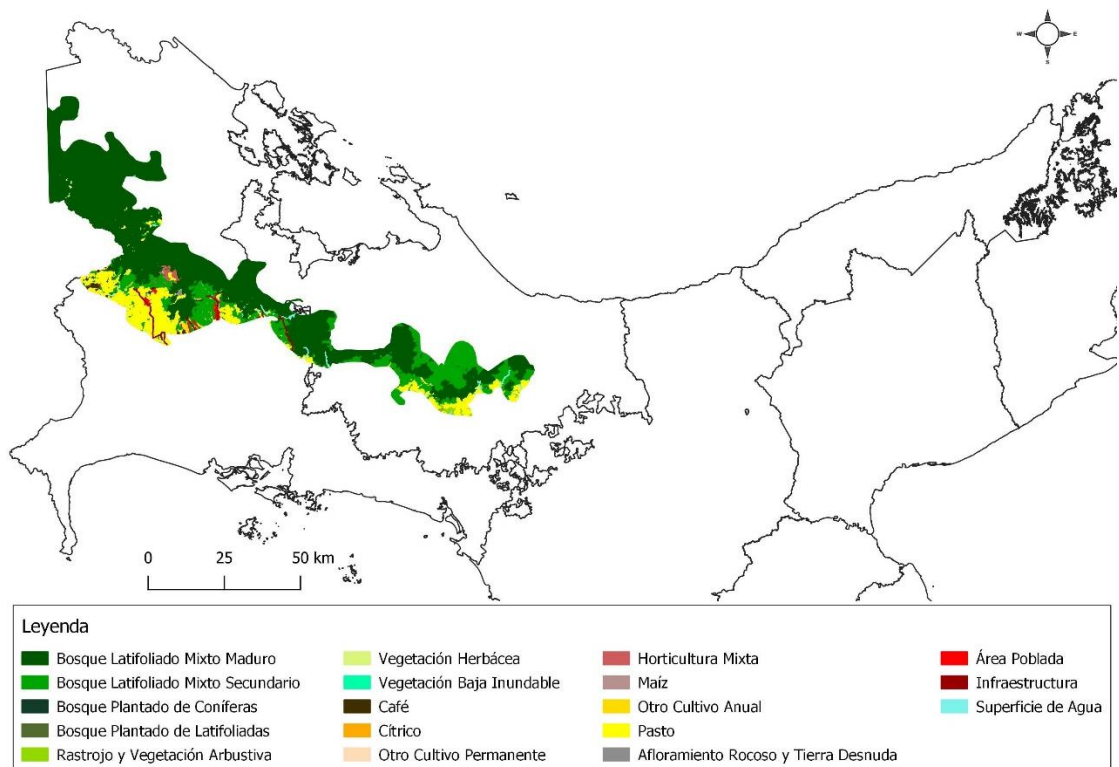 N
W E
S
0 25 50 km
Leyenda
Bosque Latifoliado Mixto Maduro
Bosque Latifoliado Mixto Secundario
Bosque Plantado de Coníferas
Bosque Plantado de Latifoliadas
Rastrojo y Vegetación Arbustiva
Vegetación Herbácea
Vegetación Baja Inundable
Café
Cítrico
Otro Cultivo Permanente
Horticultura Mixta
Maíz
Otro Cultivo Anual
Pasto
Afloramiento Rocoso y Tierra Desnuda
Área Poblada
Infraestructura
Superficie de Agua